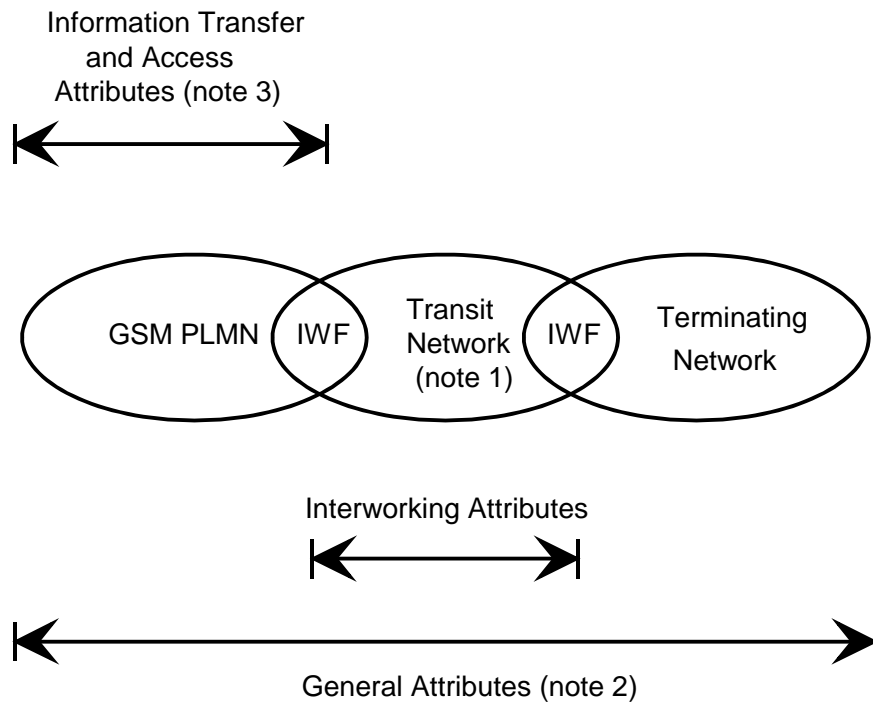 Information Transfer
and Access
Attributes (note 3)
GSM PLMN
IWF
Transit
Network
(note 1)
IWF
Terminating
Network
Interworking Attributes
General Attributes (note 2)